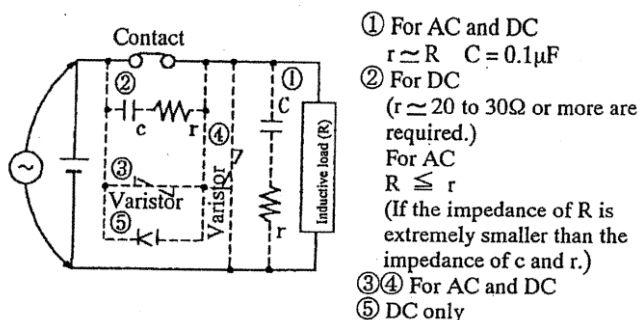 Contact
①
②
C
c
r
④
③
Varistor
Varistor
⑤
r
Inductive load (R)
~
① For AC and DC
r ≃ R C = 0.1μF
② For DC
(r ≃ 20 to 30Ω or more are
required.)
For AC
R ≦ r
(If the impedance of R is
extremely smaller than the
impedance of c and r.)
③④ For AC and DC
⑤ DC only